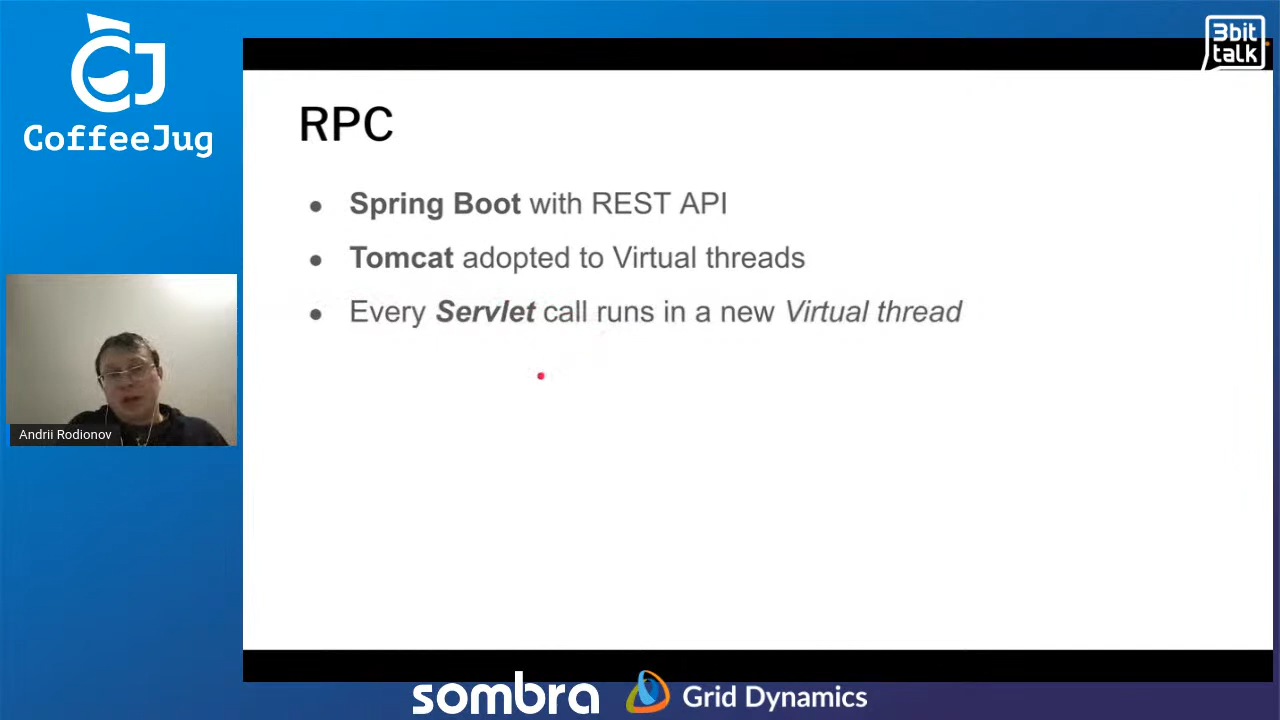 CoffeeJug
3bit
talk
RPC
Spring Boot with REST API
Tomcat adopted to Virtual threads
Every Servlet call runs in a new Virtual thread
Andrii Rodionov
sombra
Grid Dynamics